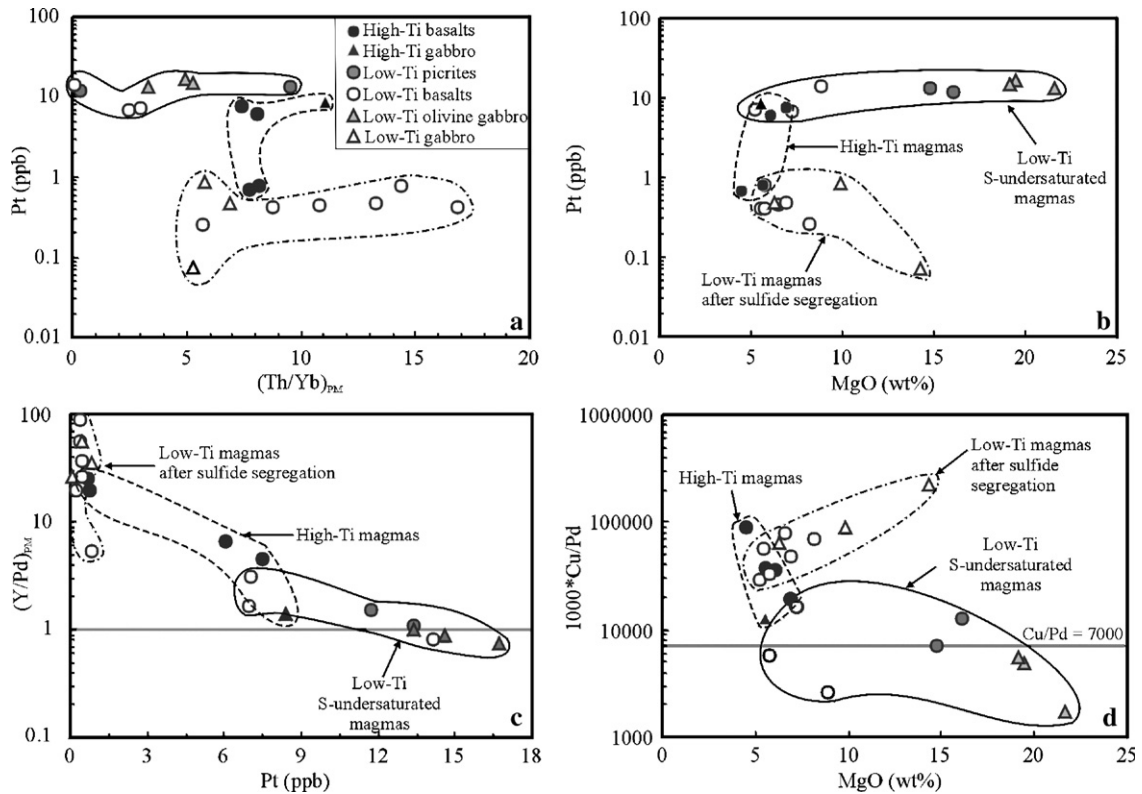 100
10
1
0.1
0.01
Pt (ppb)
High-Ti basalts
High-Ti gabbro
Low-Ti picrites
Low-Ti basalts
Low-Ti olivine gabbro
Low-Ti gabbro
a
0
5
10
15
20
(Th/Yb)PM
100
10
1
0.1
0.01
Pt (ppb)
High-Ti magmas
Low-Ti
S-undersaturated
magmas
Low-Ti magmas
after sulfide segregation
b
0
5
10
15
20
25
MgO (wt%)
100
10
1
0.1
(Y/Pd)PM
Low-Ti magmas
after sulfide segregation
High-Ti magmas
Low-Ti
S-undersaturated
magmas
c
0
3
6
9
12
15
18
Pt (ppb)
1000000
100000
10000
1000
1000*Cu/Pd
High-Ti magmas
Low-Ti magmas
after sulfide
segregation
Low-Ti
S-undersaturated
magmas
Cu/Pd = 7000
d
0
5
10
15
20
25
MgO (wt%)